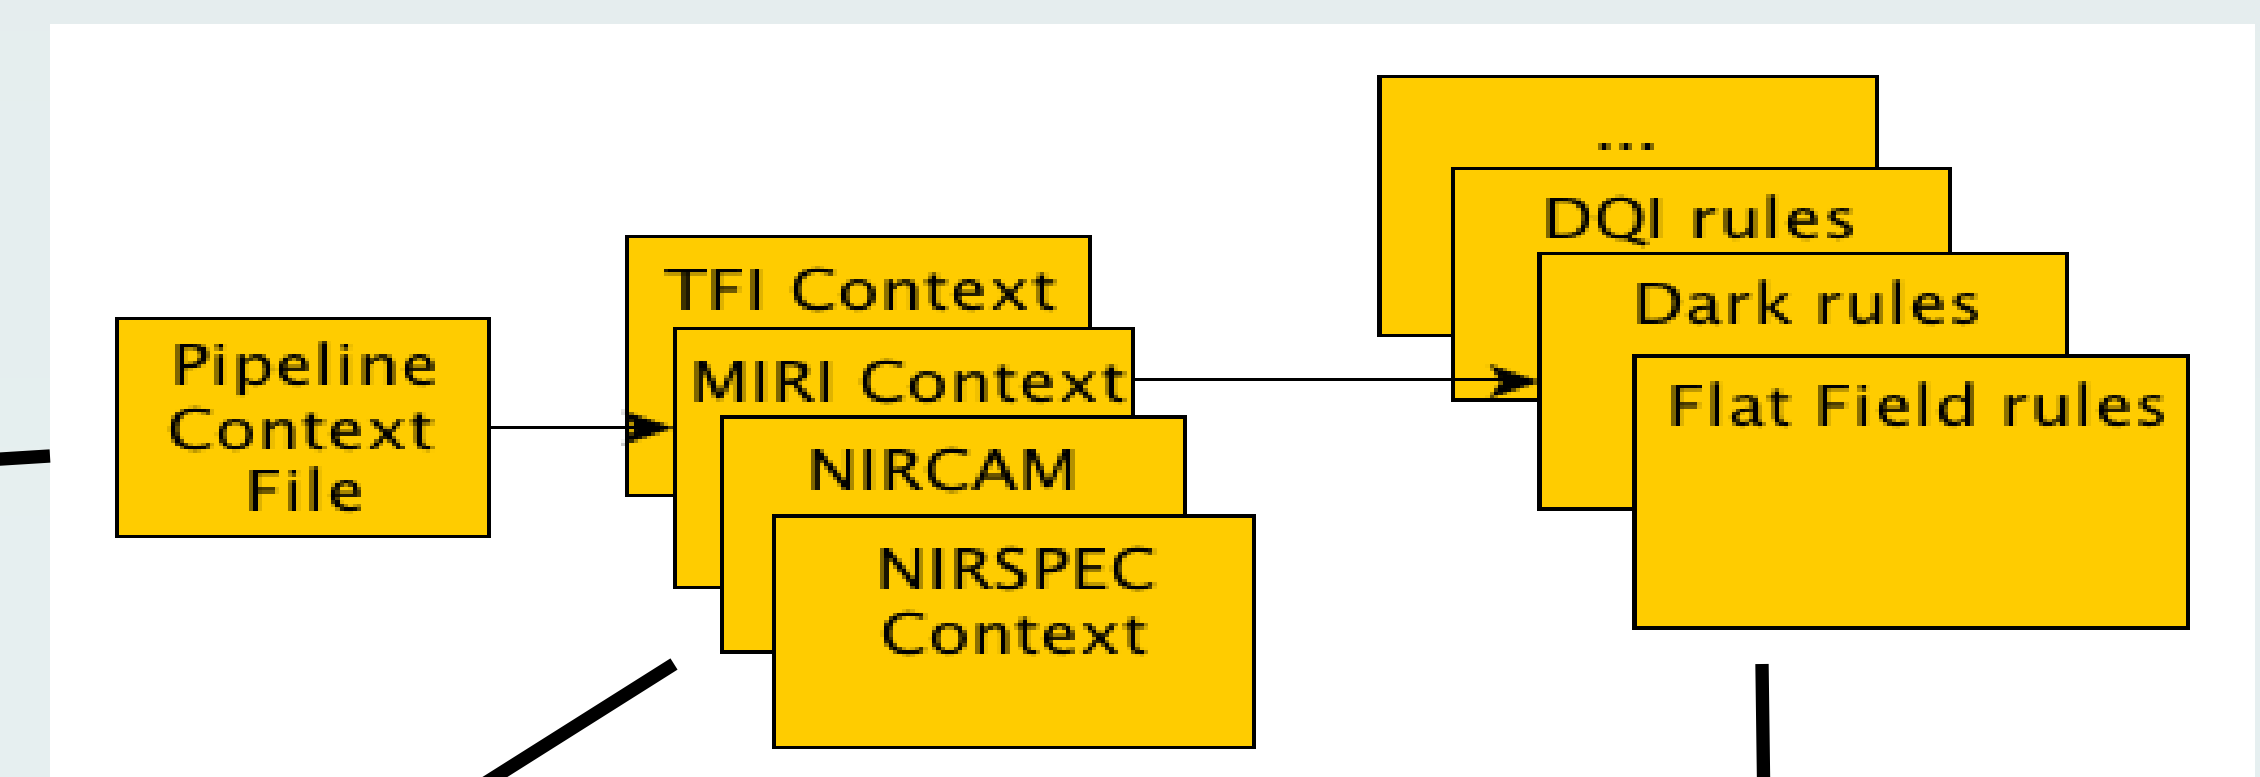 Pipeline
Context
File
TFI Context
MIRI Context
NIRCAM
NIRSPEC
Context
...
DQI rules
Dark rules
Flat Field rules